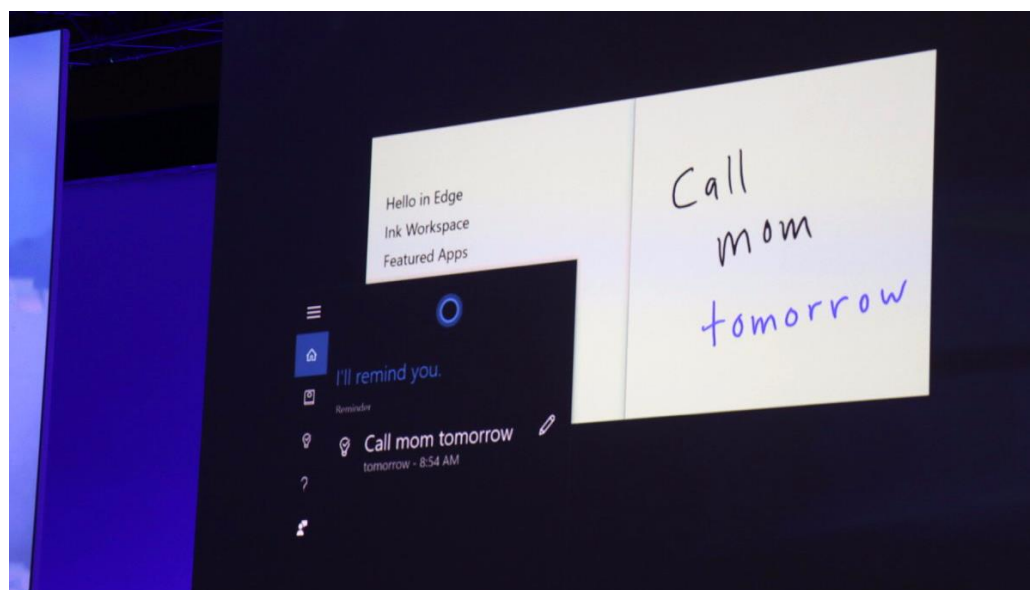 Hello in Edge
Ink Workspace
Featured Apps
Call
mom
tomorrow
I'll remind you.
Reminder
Call mom tomorrow
tomorrow - 8:54 AM
?